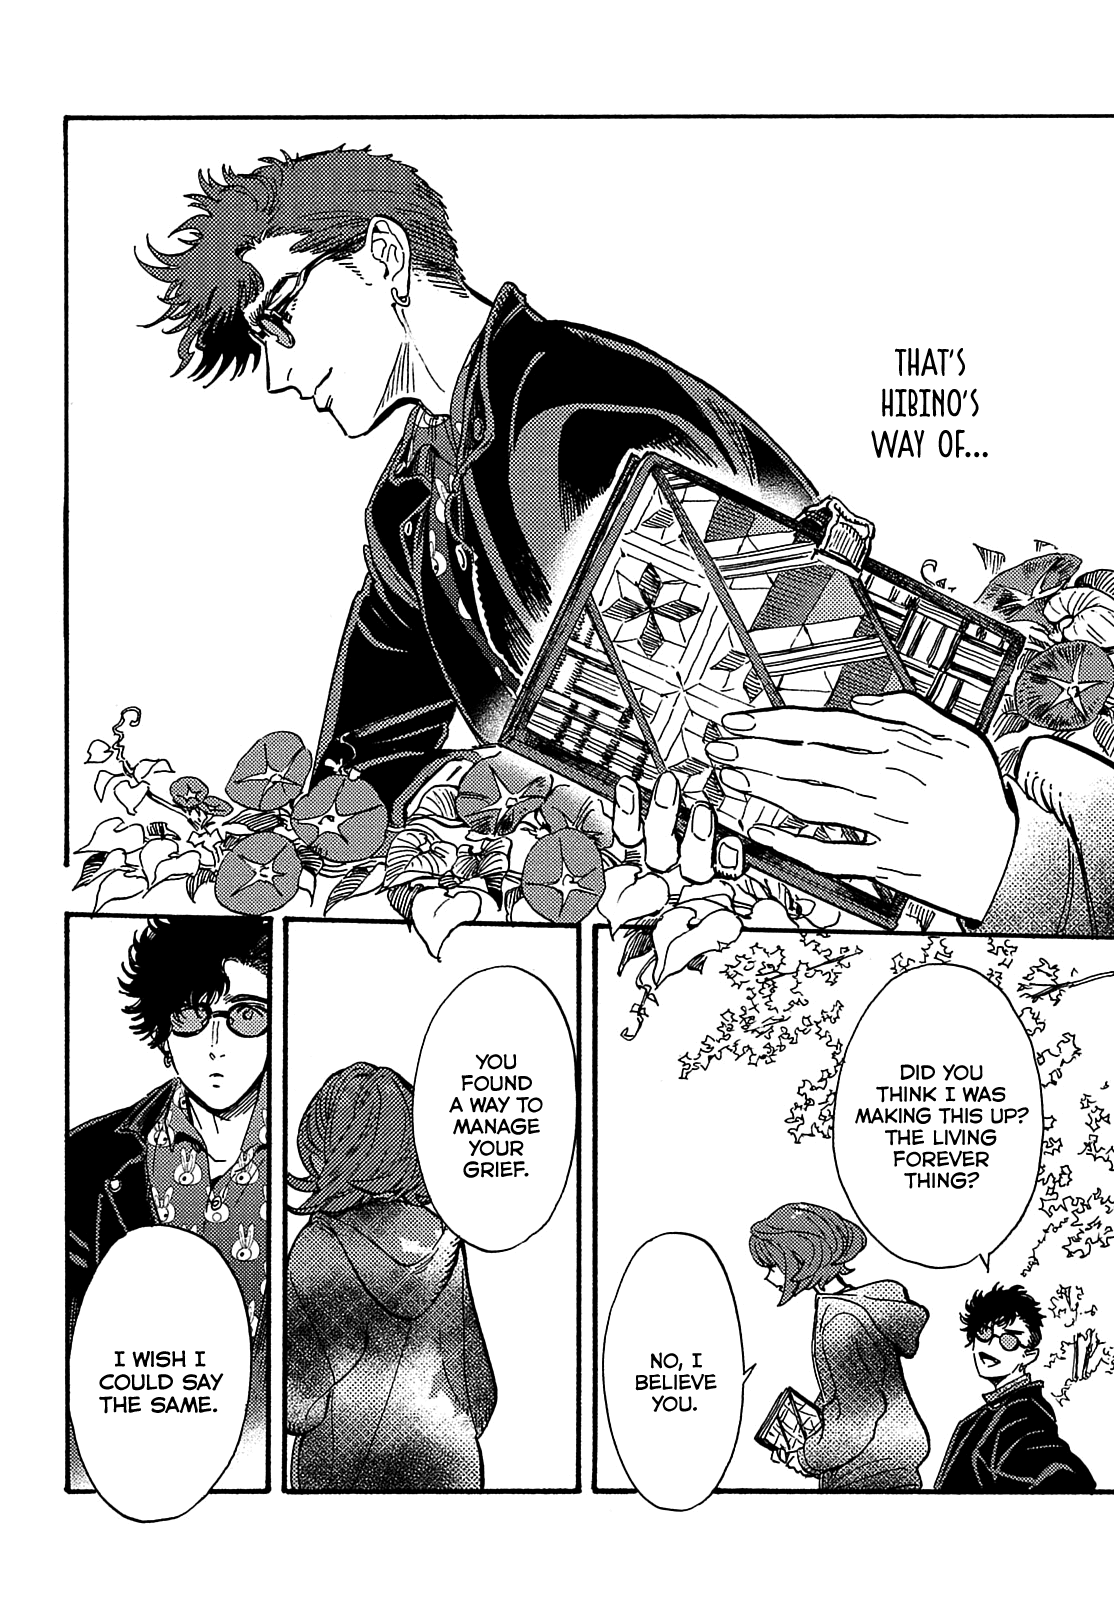 THAT'S
HIBINO'S
WAY OF...
DID YOU
THINK I WAS
MAKING THIS UP?
THE LIVING
FOREVER
THING?
NO, I
BELIEVE
YOU.
YOU
FOUND
A WAY TO
MANAGE
YOUR
GRIEF.
I WISH I
COULD SAY
THE SAME.